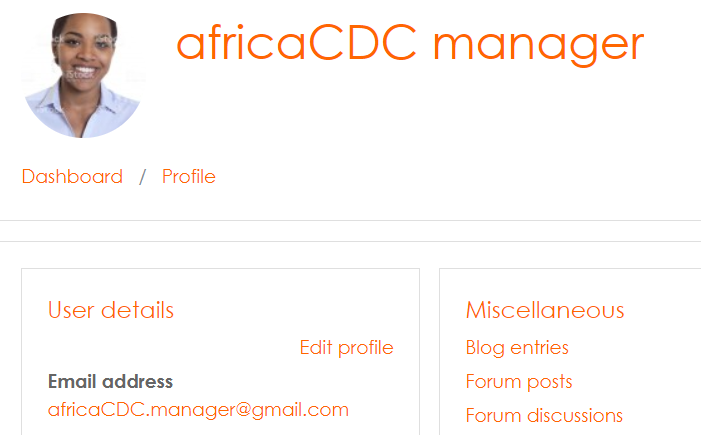 africaCDC manager
Dashboard / Profile
User details
Edit profile
Email address
africaCDC.manager@gmail.com
Miscellaneous
Blog entries
Forum posts
Forum discussions